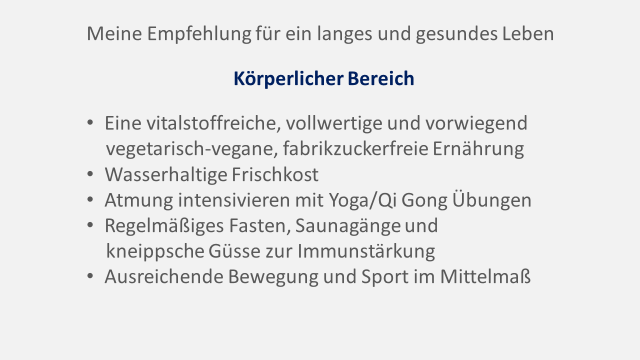 Meine Empfehlung für ein langes und gesundes Leben
Körperlicher Bereich
• Eine vitalstoffreiche, vollwertige und vorwiegend
vegetarisch-vegane, fabrikzuckerfreie Ernährung
• Wasserhaltige Frischkost
• Atmung intensivieren mit Yoga/Qi Gong Übungen
• Regelmäßiges Fasten, Saunagänge und
kneippsche Güsse zur Immunstärkung
• Ausreichende Bewegung und Sport im Mittelmaß